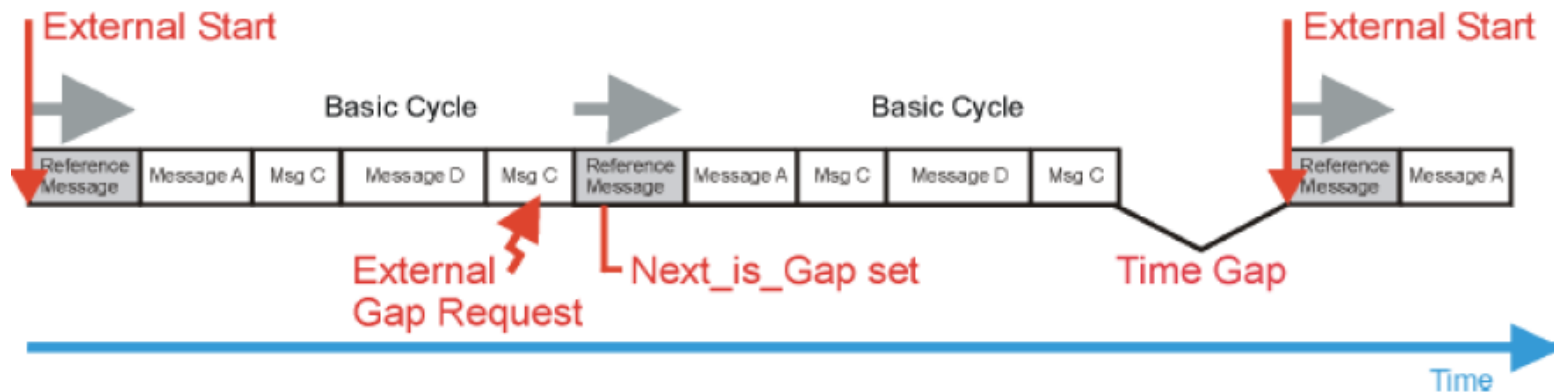 External Start
External Start
Basic Cycle
Basic Cycle
Reference
Message
Message A
Msg C
Message D
Msg C
Reference
Message
Message A
Msg C
Message D
Msg C
Reference
Message
Message A
External
Gap Request
Next_is_Gap set
Time Gap
Time